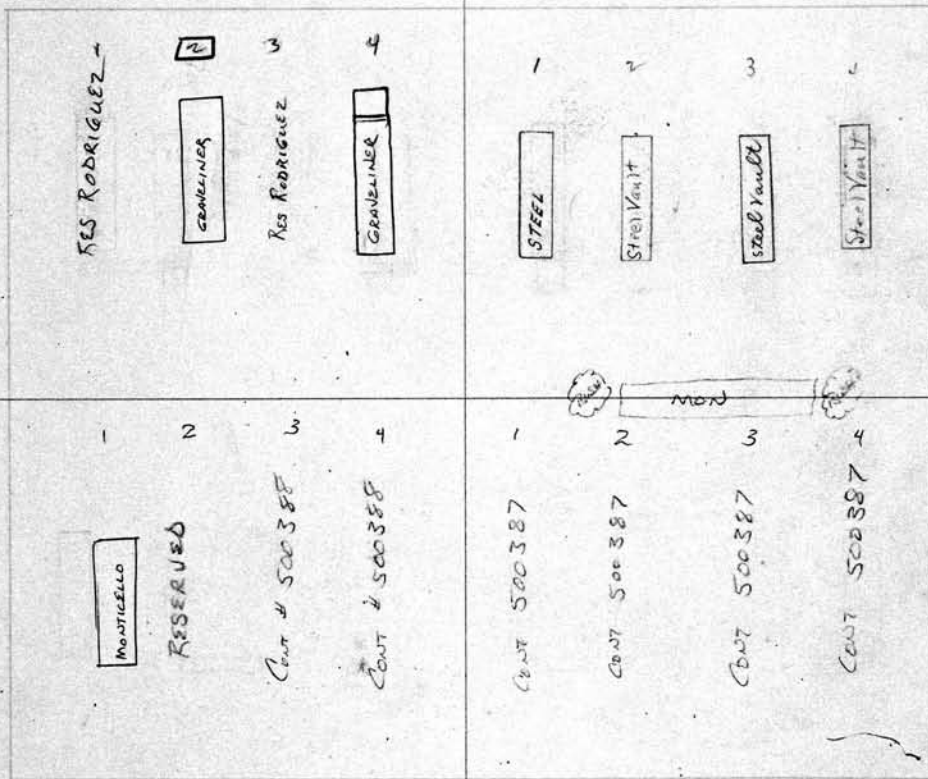 2 3 4
RES RODRIGUEZ
GRAVELINER
RES RODRIGUEZ
GRAVELINER
1 2 3
STEEL
Steel Vault
steel vault
Steel Vault
MON
1 2 3 4
MONTICELLO
RESERVED
CONT # 500388
CONT # 500388
1 2 3 4
CONT 500387
CONT 500387
CONT 500387
CONT 500387